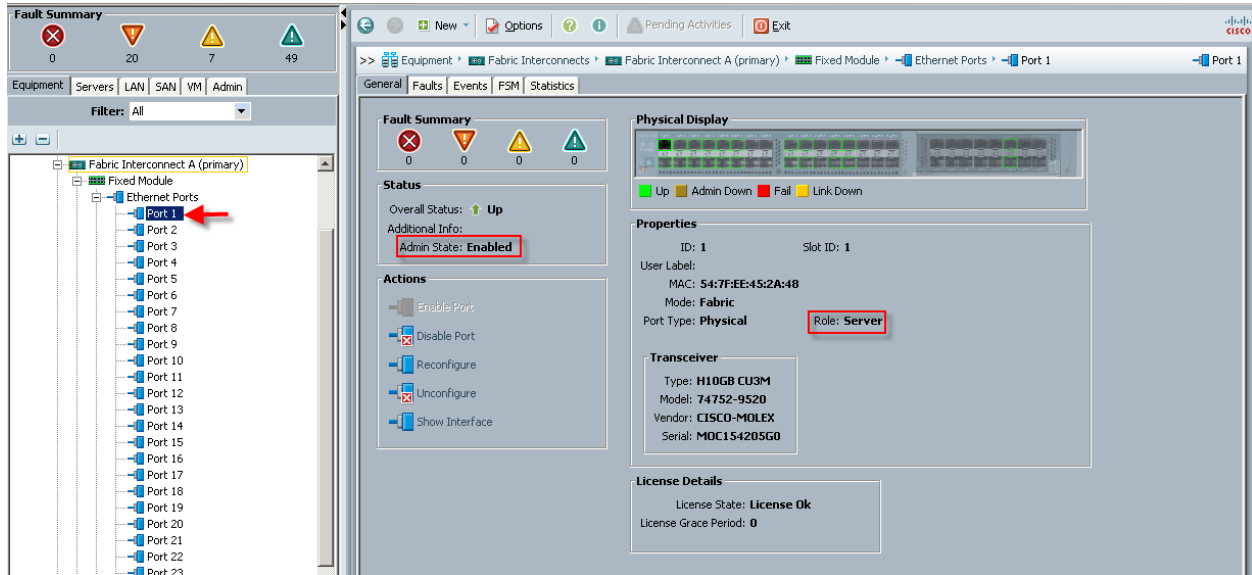 Fault Summary
0 20 7 49
Equipment Servers LAN SAN VM Admin
Filter: All
Fabric Interconnect A (primary)
Fixed Module
Ethernet Ports
Port 1
Port 2
Port 3
Port 4
Port 5
Port 6
Port 7
Port 8
Port 9
Port 10
Port 11
Port 12
Port 13
Port 14
Port 15
Port 16
Port 17
Port 18
Port 19
Port 20
Port 21
Port 22
Port 23
New Options Pending Activities Exit
CISCO
>> Equipment Fabric Interconnects Fabric Interconnect A (primary) Fixed Module Ethernet Ports Port 1 Port 1
General Faults Events FSM Statistics
Fault Summary
0 0 0 0
Status
Overall Status: Up
Additional Info:
Admin State: Enabled
Actions
Enable Port
Disable Port
Reconfigure
Unconfigure
Show Interface
Physical Display
Up Admin Down Fail Link Down
Properties
ID: 1 Slot ID: 1
User Label:
MAC: 54:7F:EE:45:2A:48
Mode: Fabric
Port Type: Physical Role: Server
Transceiver
Type: H10GB CU3M
Model: 74752-9520
Vendor: CISCO-MOLEX
Serial: MOC154205G0
License Details
License State: License Ok
License Grace Period: 0